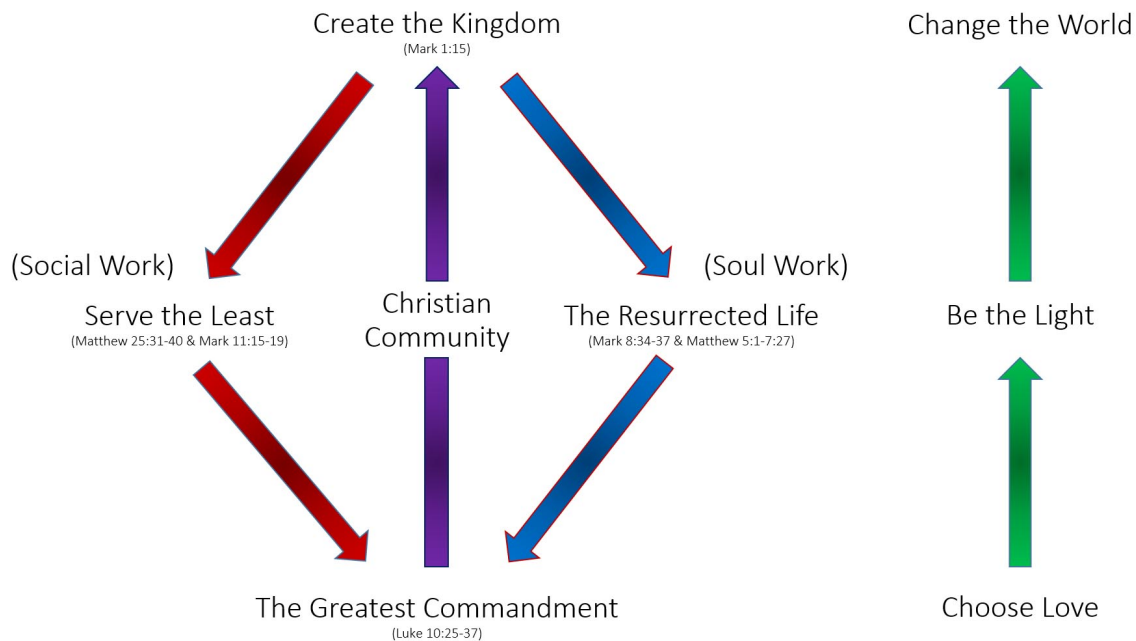 Create the Kingdom
(Mark 1:15)
Change the World
(Social Work)
(Soul Work)
Serve the Least
(Matthew 25:31-40 & Mark 11:15-19)
Christian
Community
The Resurrected Life
(Mark 8:34-37 & Matthew 5:1-7:27)
Be the Light
The Greatest Commandment
(Luke 10:25-37)
Choose Love